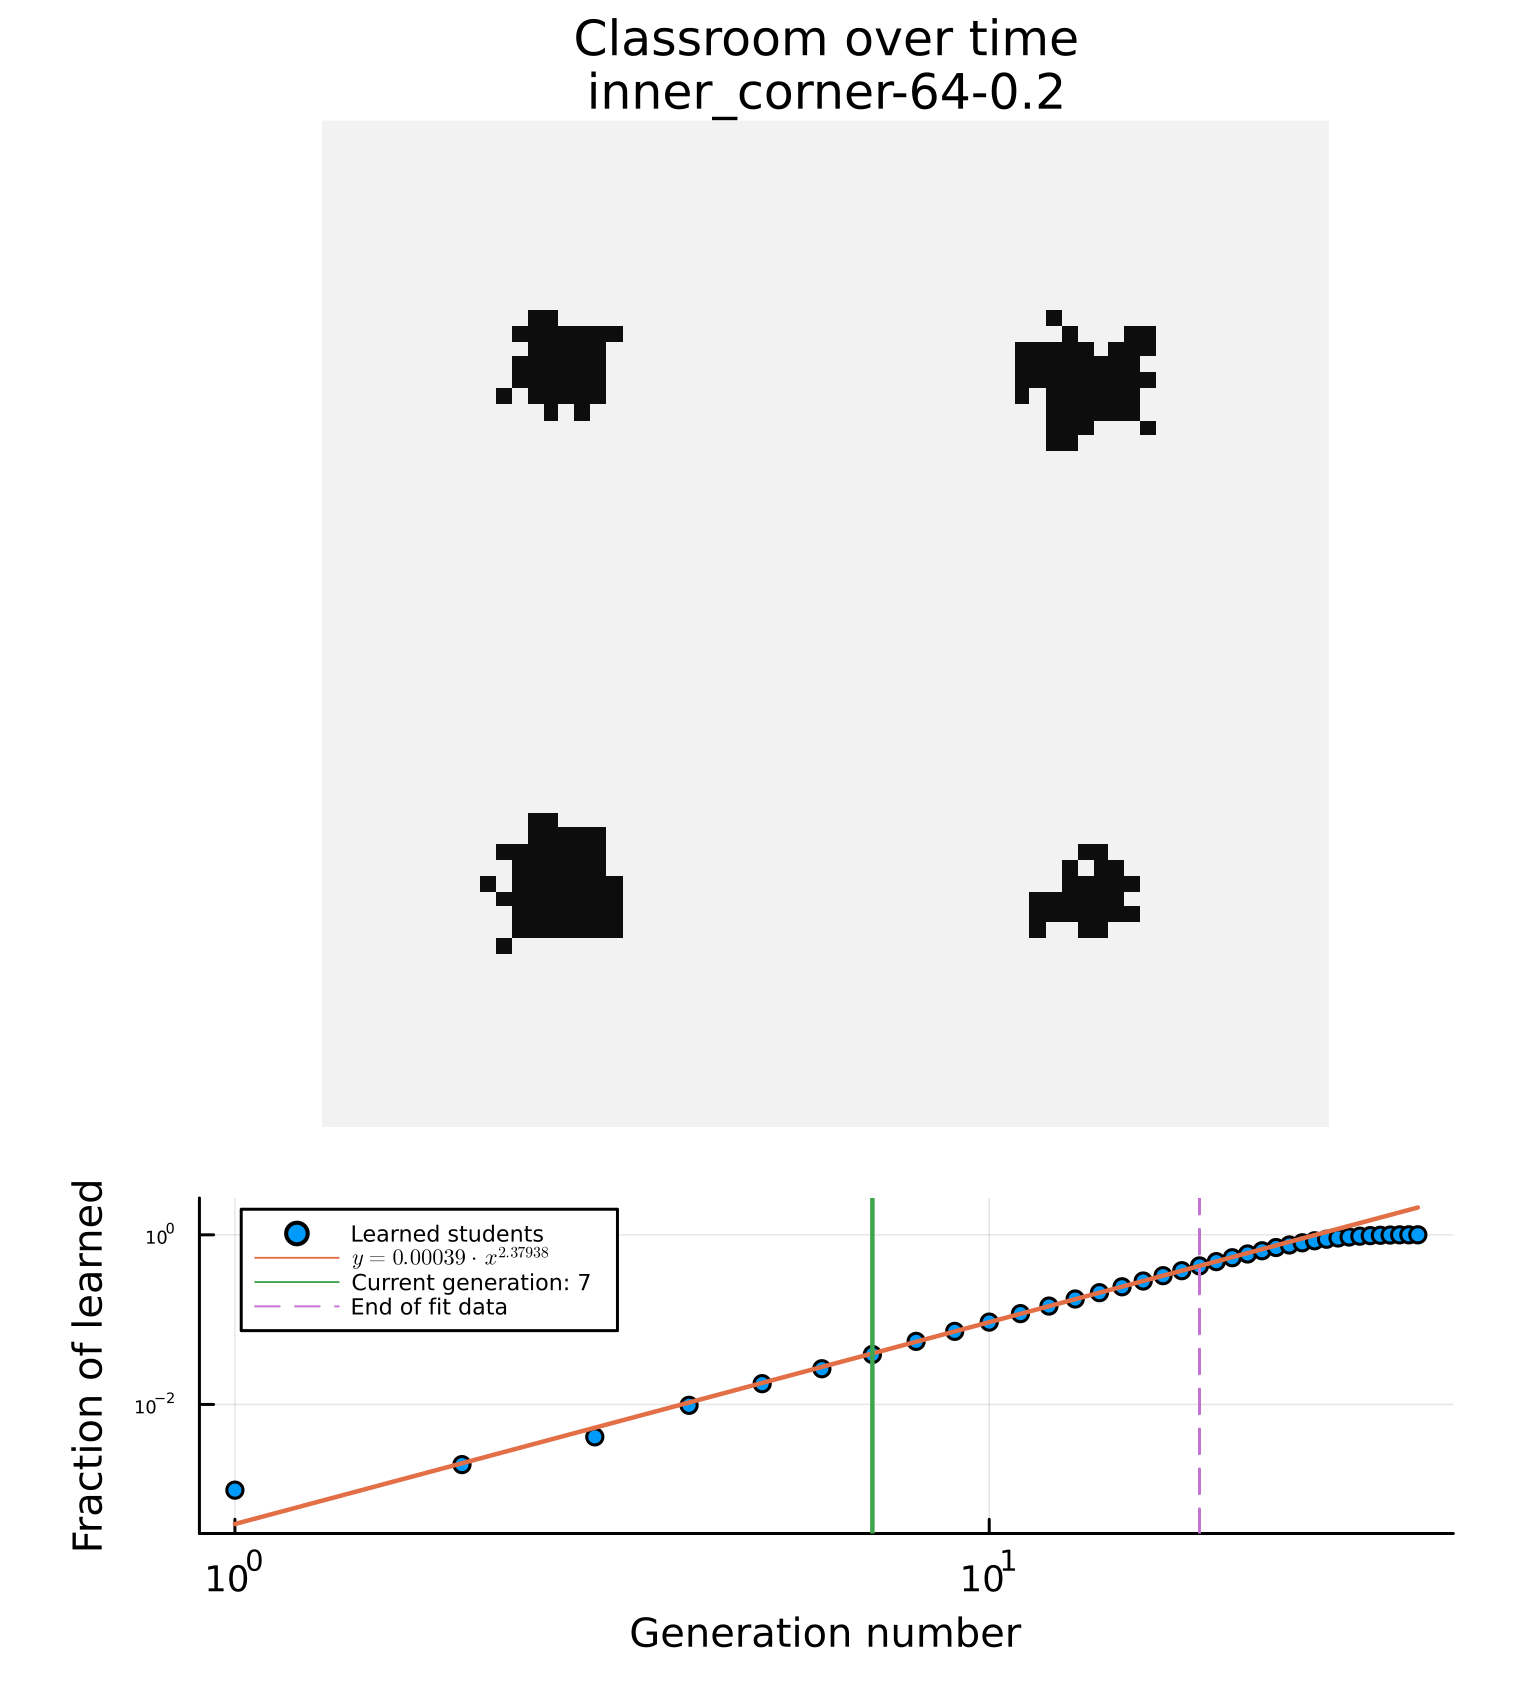 Classroom over time
inner_corner-64-0.2
Fraction of learned
10^0
10^−2
Learned students
y = 0.00039 · x^2.37938
Current generation: 7
End of fit data
10^0
10^1
Generation number